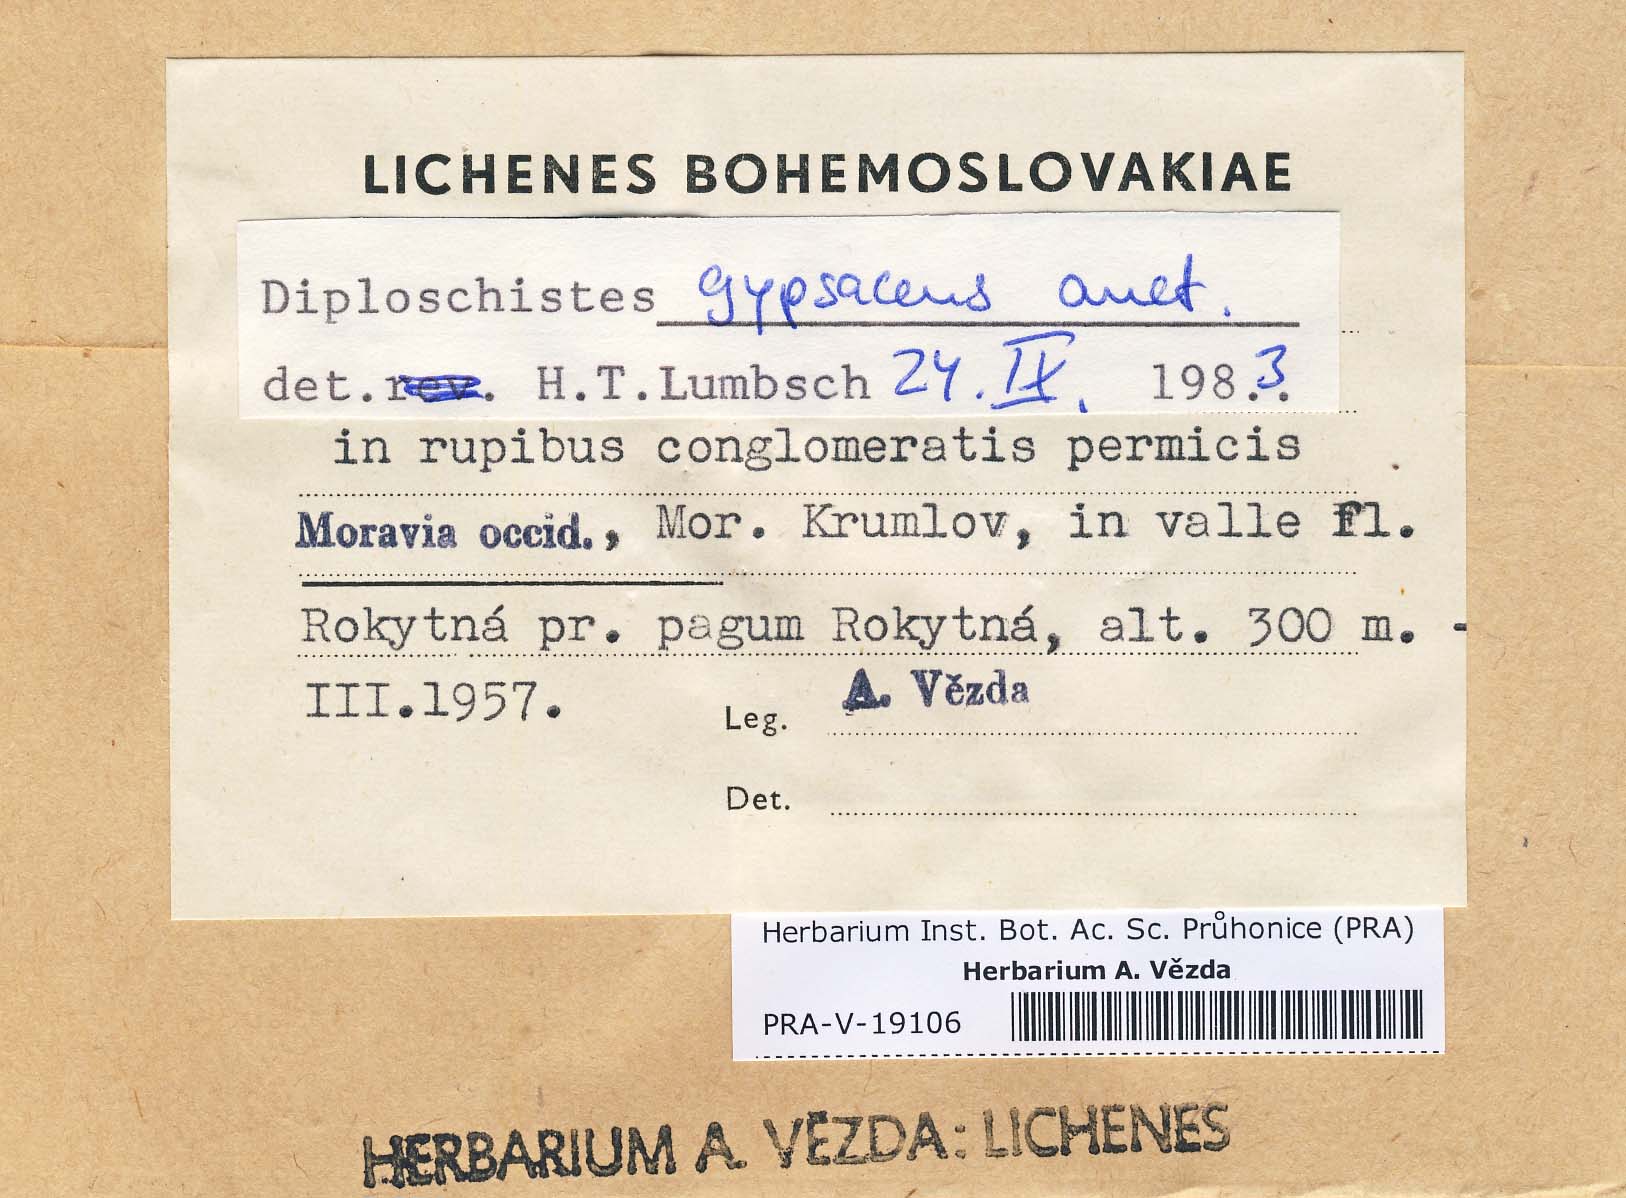 LICHENES BOHEMOSLOVAKIAE
Diploschistes gypsaceus auct.
det. rev. H.T.Lumbsch 24. IX. 1983.
in rupibus conglomeratis permicis
Moravia occid., Mor. Krumlov, in valle Fl.
Rokytná pr. pagum Rokytná, alt. 300 m. -
III.1957.
Leg. A. Vězda
Det.
Herbarium Inst. Bot. Ac. Sc. Průhonice (PRA)
Herbarium A. Vězda
PRA-V-19106
HERBARIUM A. VĚZDA: LICHENES